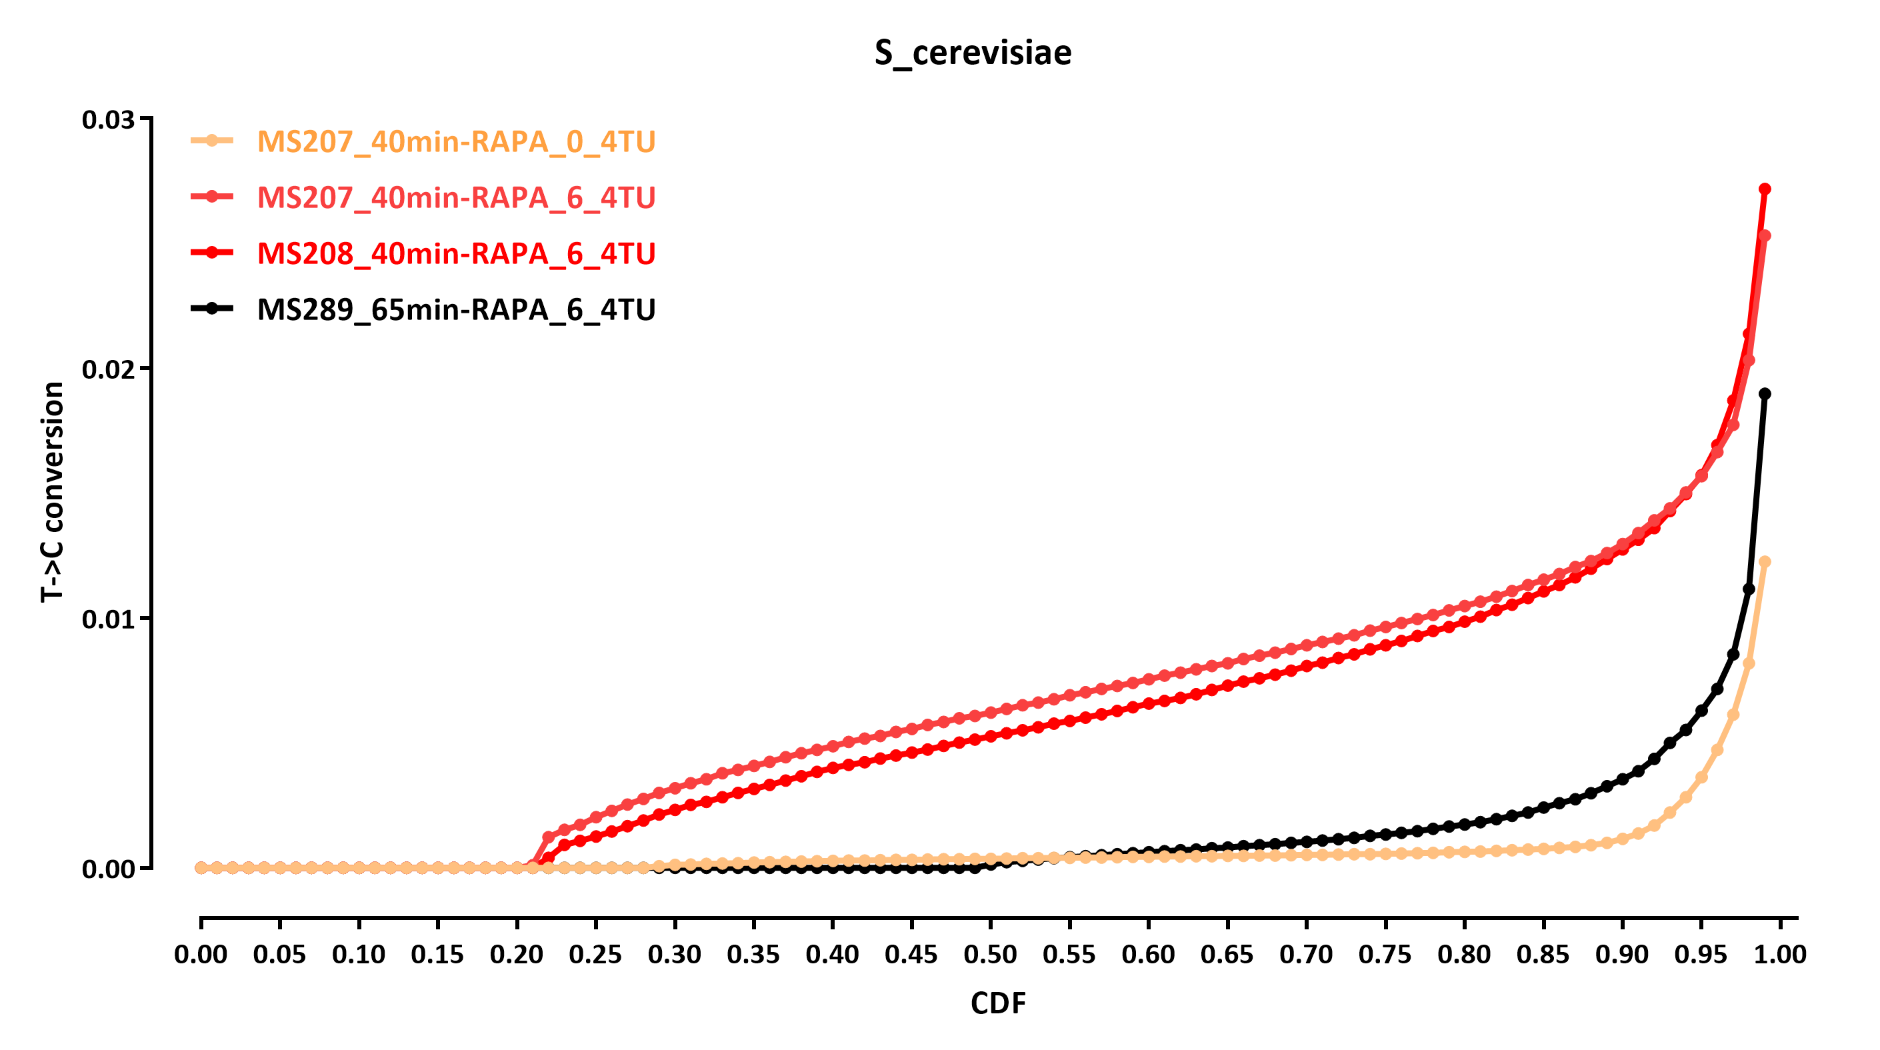 S_cerevisiae
0.03
0.02
0.01
0.00
T->C conversion
MS207_40min-RAPA_0_4TU
MS207_40min-RAPA_6_4TU
MS208_40min-RAPA_6_4TU
MS289_65min-RAPA_6_4TU
0.00 0.05 0.10 0.15 0.20 0.25 0.30 0.35 0.40 0.45 0.50 0.55 0.60 0.65 0.70 0.75 0.80 0.85 0.90 0.95 1.00
CDF